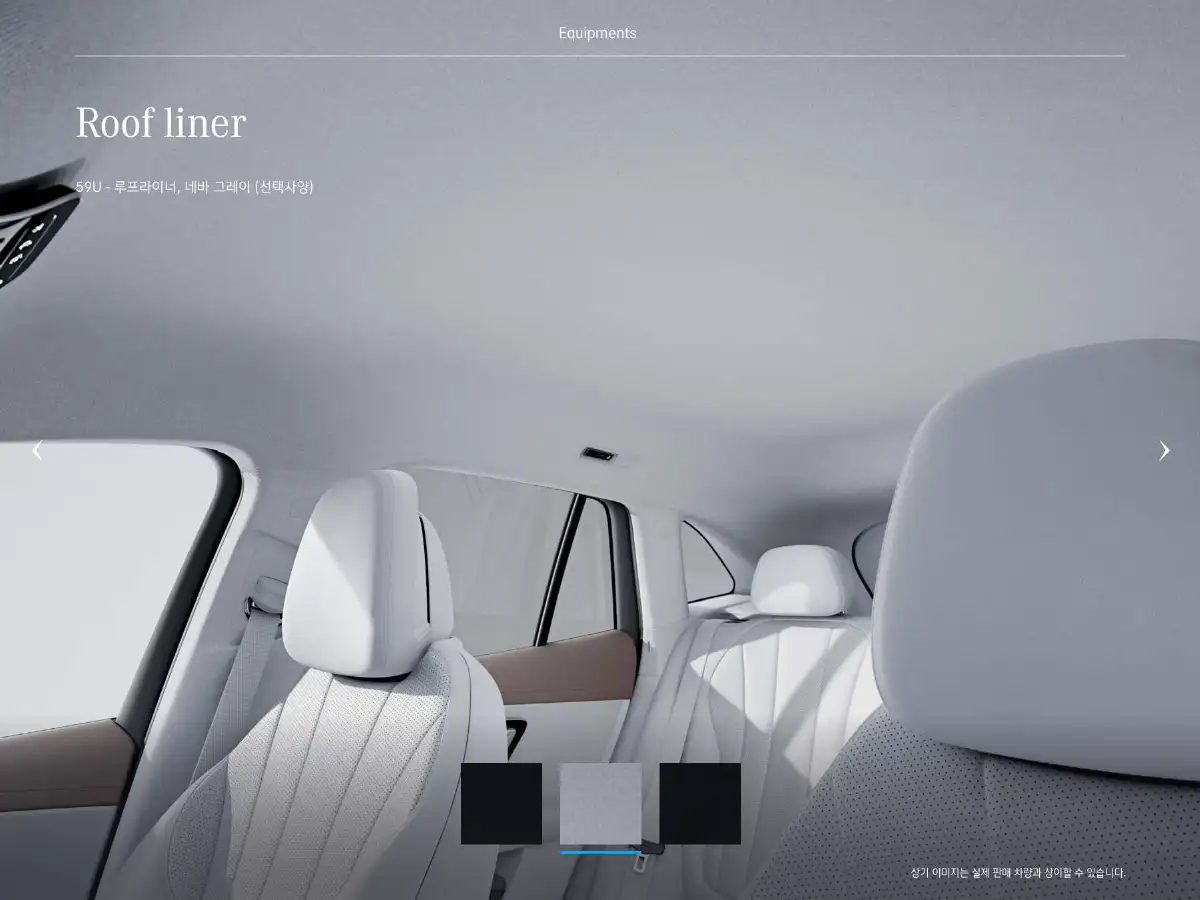 Equipments
Roof liner
59U - 루프라이너, 네바 그레이 (선택사양)
상기 이미지는 실제 판매 차량과 상이할 수 있습니다.